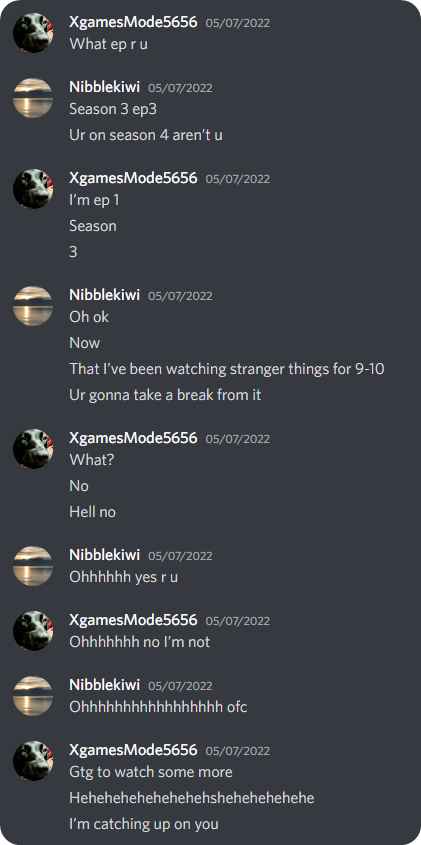 XgamesMode5656 05/07/2022
What ep r u
Nibblekiwi 05/07/2022
Season 3 ep3
Ur on season 4 aren’t u
XgamesMode5656 05/07/2022
I’m ep 1
Season
3
Nibblekiwi 05/07/2022
Oh ok
Now
That I’ve been watching stranger things for 9-10
Ur gonna take a break from it
XgamesMode5656 05/07/2022
What?
No
Hell no
Nibblekiwi 05/07/2022
Ohhhhhh yes r u
XgamesMode5656 05/07/2022
Ohhhhhhh no I’m not
Nibblekiwi 05/07/2022
Ohhhhhhhhhhhhhhhhh ofc
XgamesMode5656 05/07/2022
Gtg to watch some more
Hehehehehehehehehshehehehehehe
I’m catching up on you